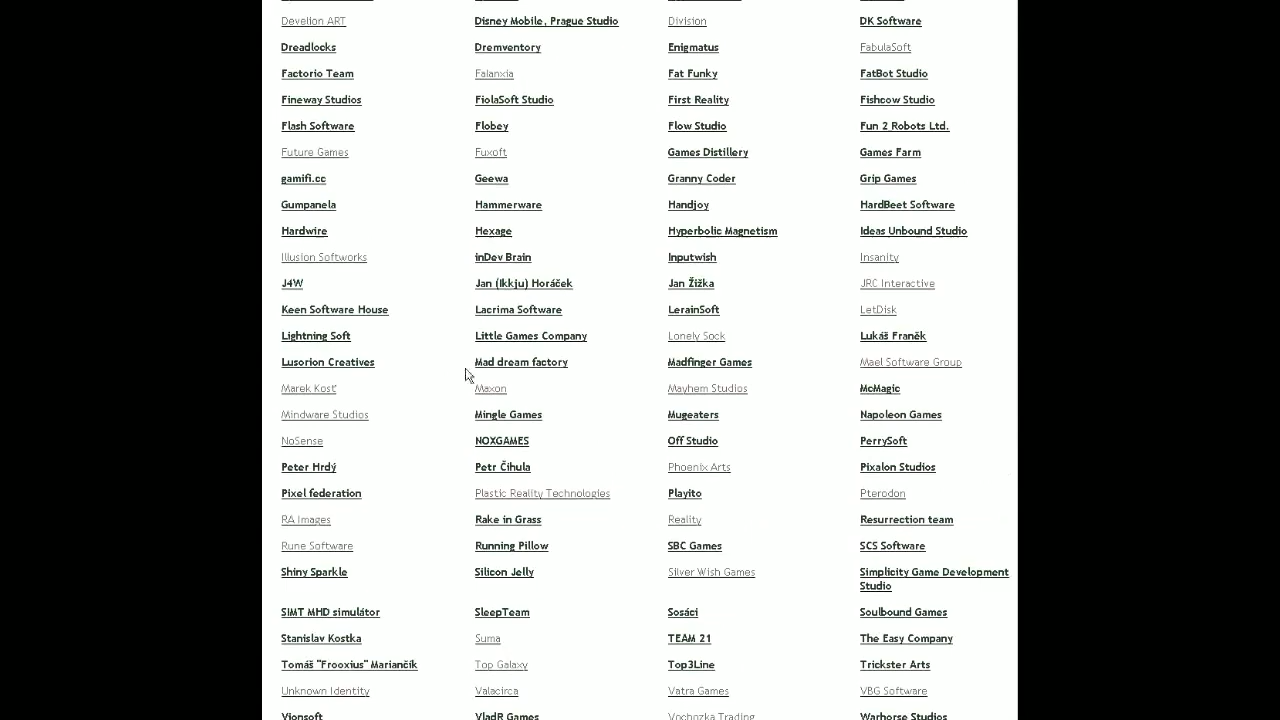 Develion ART Disney Mobile, Prague Studio Division DK Software
Dreadlocks Dremventory Enigmatus FabulaSoft
Factorio Team Falanxia Fat Funky FatBot Studio
Fineway Studios FiolaSoft Studio First Reality Fishcow Studio
Flash Software Flobey Flow Studio Fun 2 Robots Ltd.
Future Games Fuxoft Games Distillery Games Farm
gamifi.cc Geewa Granny Coder Grip Games
Gumpanela Hammerware Handjoy HardBeet Software
Hardwire Hexage Hyperbolic Magnetism Ideas Unbound Studio
Illusion Softworks inDev Brain Inputwish Insanity
J4W Jan (Ikkju) Horáček Jan Žižka JRC Interactive
Keen Software House Lacrima Software LerainSoft LetDisk
Lightning Soft Little Games Company Lonely Sock Lukáš Franěk
Lusorion Creatives Mad dream factory Madfinger Games Mael Software Group
Marek Kosť Maxon Mayhem Studios McMagic
Mindware Studios Mingle Games Mugeaters Napoleon Games
NoSense NOXGAMES Off Studio PerrySoft
Peter Hrdý Petr Čihula Phoenix Arts Pixalon Studios
Pixel federation Plastic Reality Technologies Playito Pterodon
RA Images Rake in Grass Reality Resurrection team
Rune Software Running Pillow SBC Games SCS Software
Shiny Sparkle Silicon Jelly Silver Wish Games Simplicity Game Development
Studio
SIMT MHD simulátor SleepTeam Sosáci Soulbound Games
Stanislav Kostka Suma TEAM 21 The Easy Company
Tomáš "Frooxius" Mariančík Top Galaxy Top3Line Trickster Arts
Unknown Identity Valacirca Vatra Games VBG Software
Vionsoft VladR Games Vochozka Trading Warhorse Studios